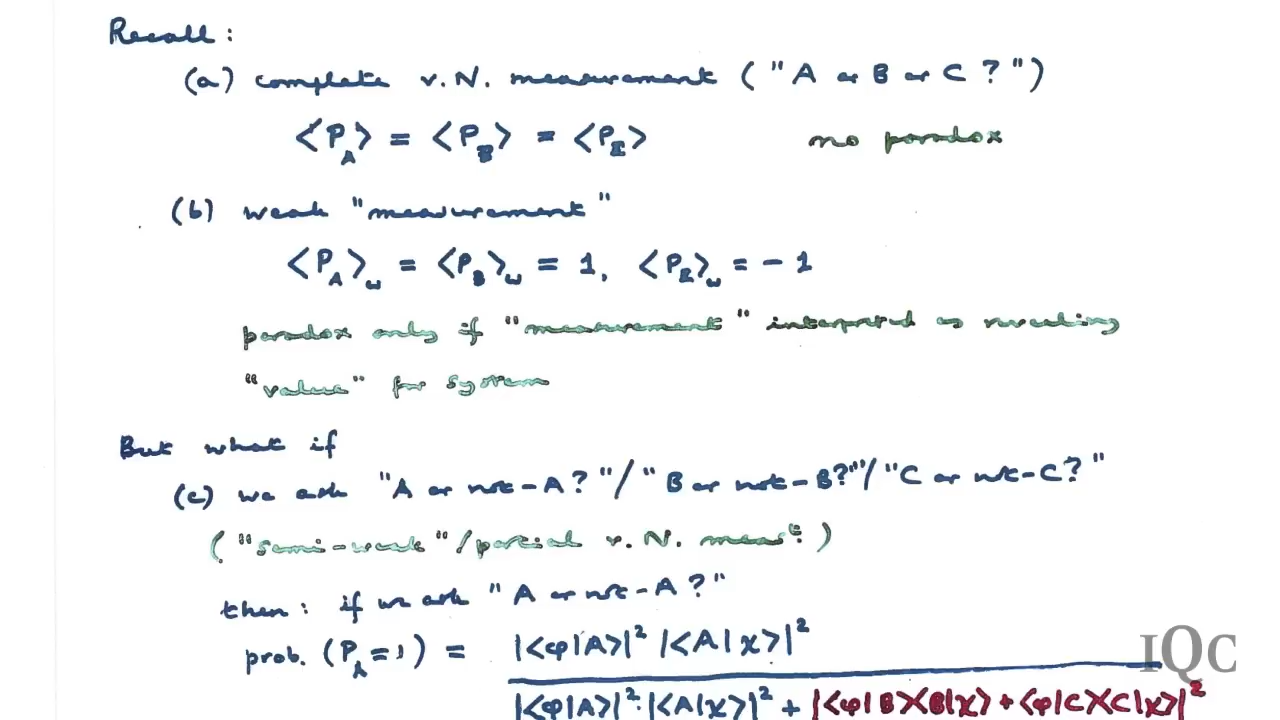 Recall:
(a) complete v.N. measurement ("A or B or C?")
<P_A> = <P_B> = <P_C> no paradox
(b) weak "measurement"
<P_A>_w = <P_B>_w = 1, <P_C>_w = -1
paradox only if "measurement" interpreted as revealing
"value" for system
But what if
(c) we ask "A or not-A?"/"B or not-B?"/"C or not-C?"
("semi-weak"/partial v.N. meas^t.)
then: if we ask "A or not-A?"
prob. (P_A=1) = |<φ|A>|² |<A|χ>|²
|<φ|A>|²·|<A|χ>|² + |<φ|B><B|χ> + <φ|C><C|χ>|²
IQC